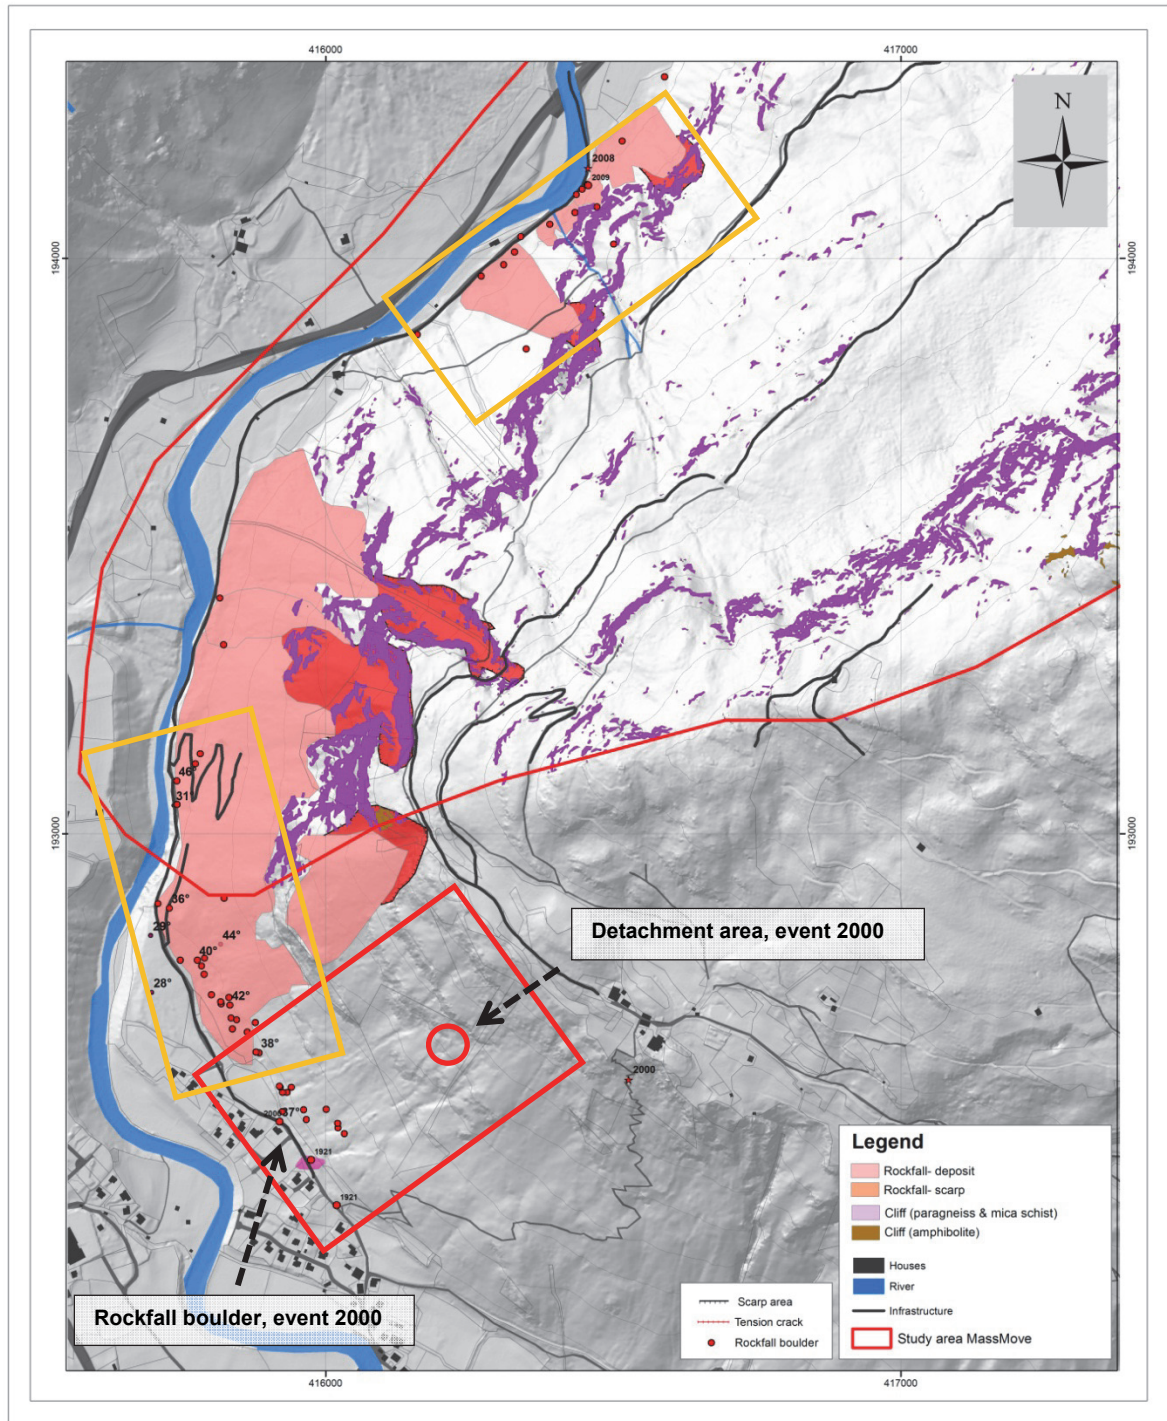 416000
417000
N
2008
2009
194000
194000
193000
193000
46°
31°
36°
29°
44°
40°
28°
42°
38°
37°
1921
1921
2000
Detachment area, event 2000
Rockfall boulder, event 2000
Scarp area
Tension crack
Rockfall boulder
Legend
Rockfall- deposit
Rockfall- scarp
Cliff (paragneiss & mica schist)
Cliff (amphibolite)
Houses
River
Infrastructure
Study area MassMove
416000
417000